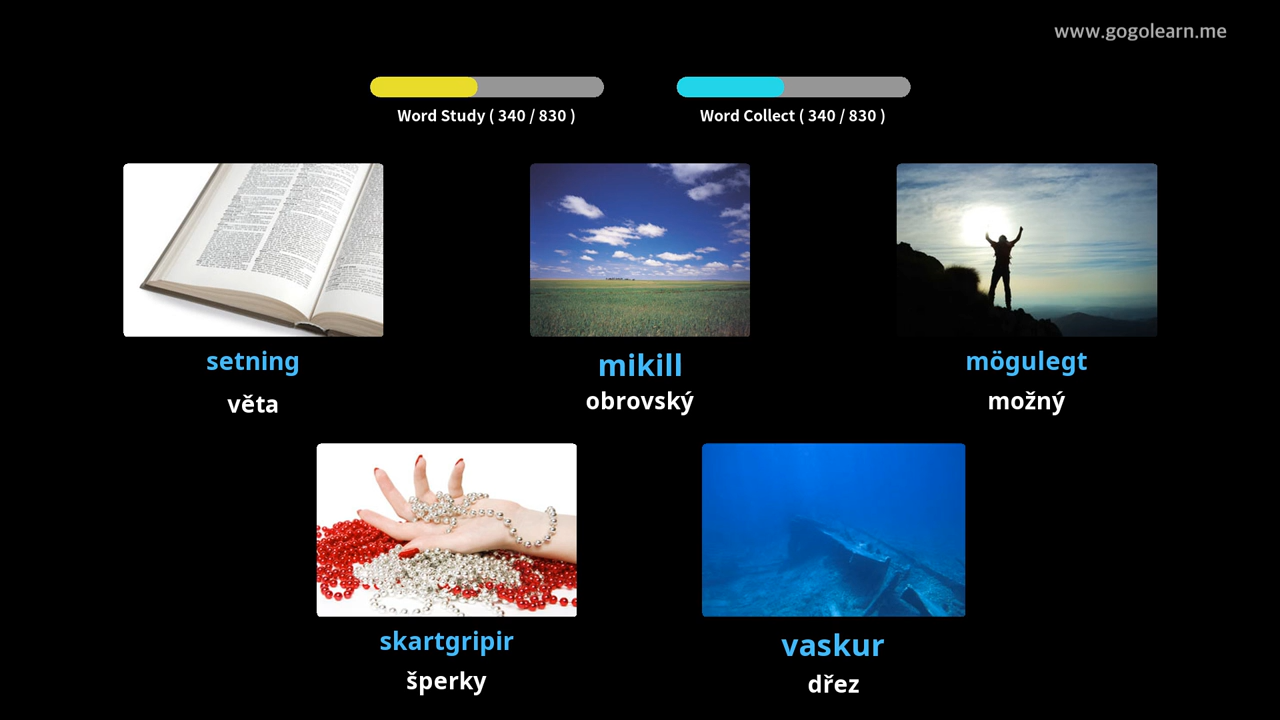 www.gogolearn.me
Word Study ( 340 / 830 )
Word Collect ( 340 / 830 )
setning
věta
mikill
obrovský
mögulegt
možný
skartgripir
šperky
vaskur
dřez